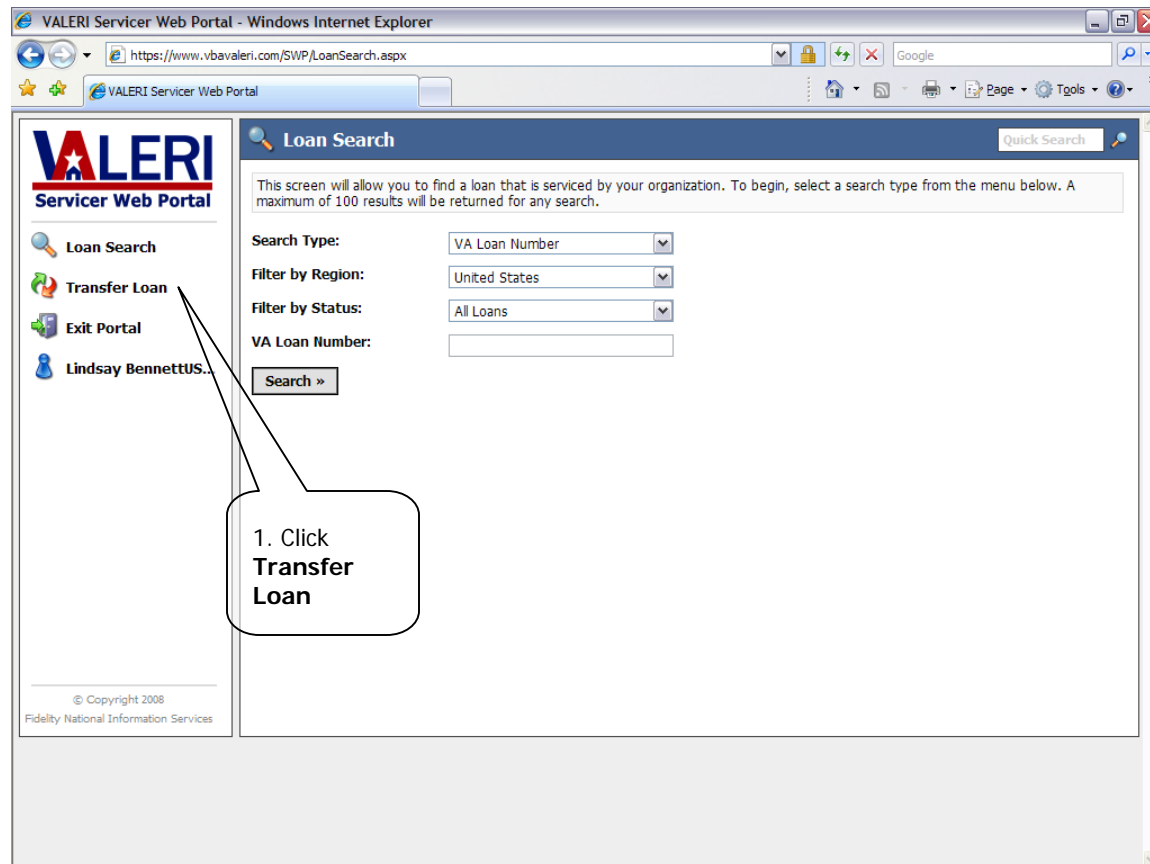 VALERI Servicer Web Portal - Windows Internet Explorer
https://www.vbavaleri.com/SWP/LoanSearch.aspx
Google
VALERI Servicer Web Portal
Page
Tools
VALERI
Servicer Web Portal
Loan Search
Transfer Loan
Exit Portal
Lindsay BennettUS...
© Copyright 2008
Fidelity National Information Services
Loan Search
Quick Search
This screen will allow you to find a loan that is serviced by your organization. To begin, select a search type from the menu below. A
maximum of 100 results will be returned for any search.
Search Type:
VA Loan Number
Filter by Region:
United States
Filter by Status:
All Loans
VA Loan Number:
Search »
1. Click
Transfer
Loan